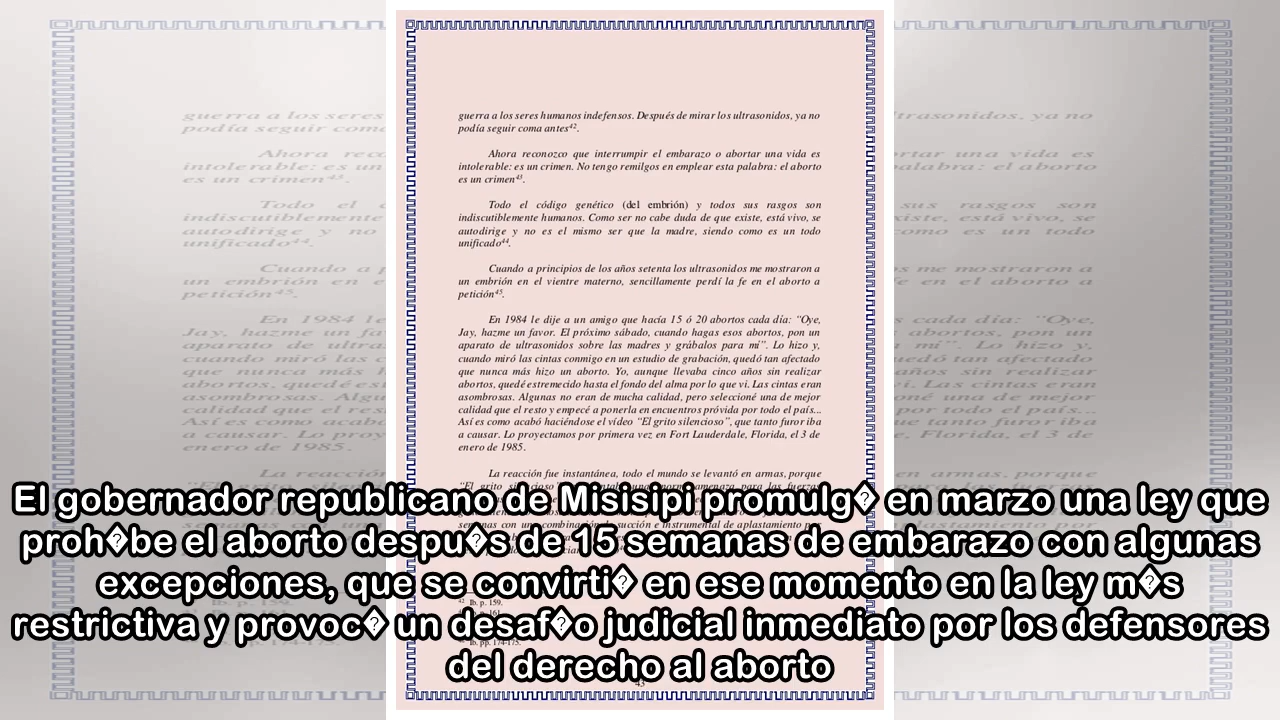 guerra a los seres humanos indefensos. Después de mirar los ultrasonidos, ya no
podía seguir coma antes⁴².
Ahora reconozco que interrumpir el embarazo o abortar una vida es
intolerable: es un crimen. No tengo remilgos en emplear esta palabra: el aborto
es un crimen⁴³
Todo el código genético (del embrión) y todos sus rasgos son
indiscutiblemente humanos. Como ser no cabe duda de que existe, está vivo, se
autodirige y no es el mismo ser que la madre, siendo como es un todo
unificado⁴⁴.
Cuando a principios de los años setenta los ultrasonidos me mostraron a
un embrión en el vientre materno, sencillamente perdí la fe en el aborto a
petición⁴⁵.
En 1984 le dije a un amigo que hacía 15 ó 20 abortos cada día: "Oye,
Jay, hazme un favor. El próximo sábado, cuando hagas esos abortos, pon un
aparato de ultrasonidos sobre las madres y grábalos para mí". Lo hizo y,
cuando miró las cintas conmigo en un estudio de grabación, quedó tan afectado
que nunca más hizo un aborto. Yo, aunque llevaba cinco años sin realizar
abortos, quedé estremecido hasta el fondo del alma por lo que vi. Las cintas eran
asombrosas. Algunas no eran de mucha calidad, pero seleccioné una de mejor
calidad que el resto y empecé a ponerla en encuentros próvida por todo el país...
Así es como acabó haciéndose el vídeo "El grito silencioso", que tanto furor iba
a causar. Lo proyectamos por primera vez en Fort Lauderdale, Florida, el 3 de
enero de 1985.
La reacción fue instantánea, todo el mundo se levantó en armas, porque
El gobernador republicano de Misisipi promulg� en marzo una ley que
proh�be el aborto despu�s de 15 semanas de embarazo con algunas
excepciones, que se convirti� en ese momento en la ley m�s
restrictiva y provoc� un desaf�o judicial inmediato por los defensores
del derecho al aborto
⁴² Ib. p. 159.